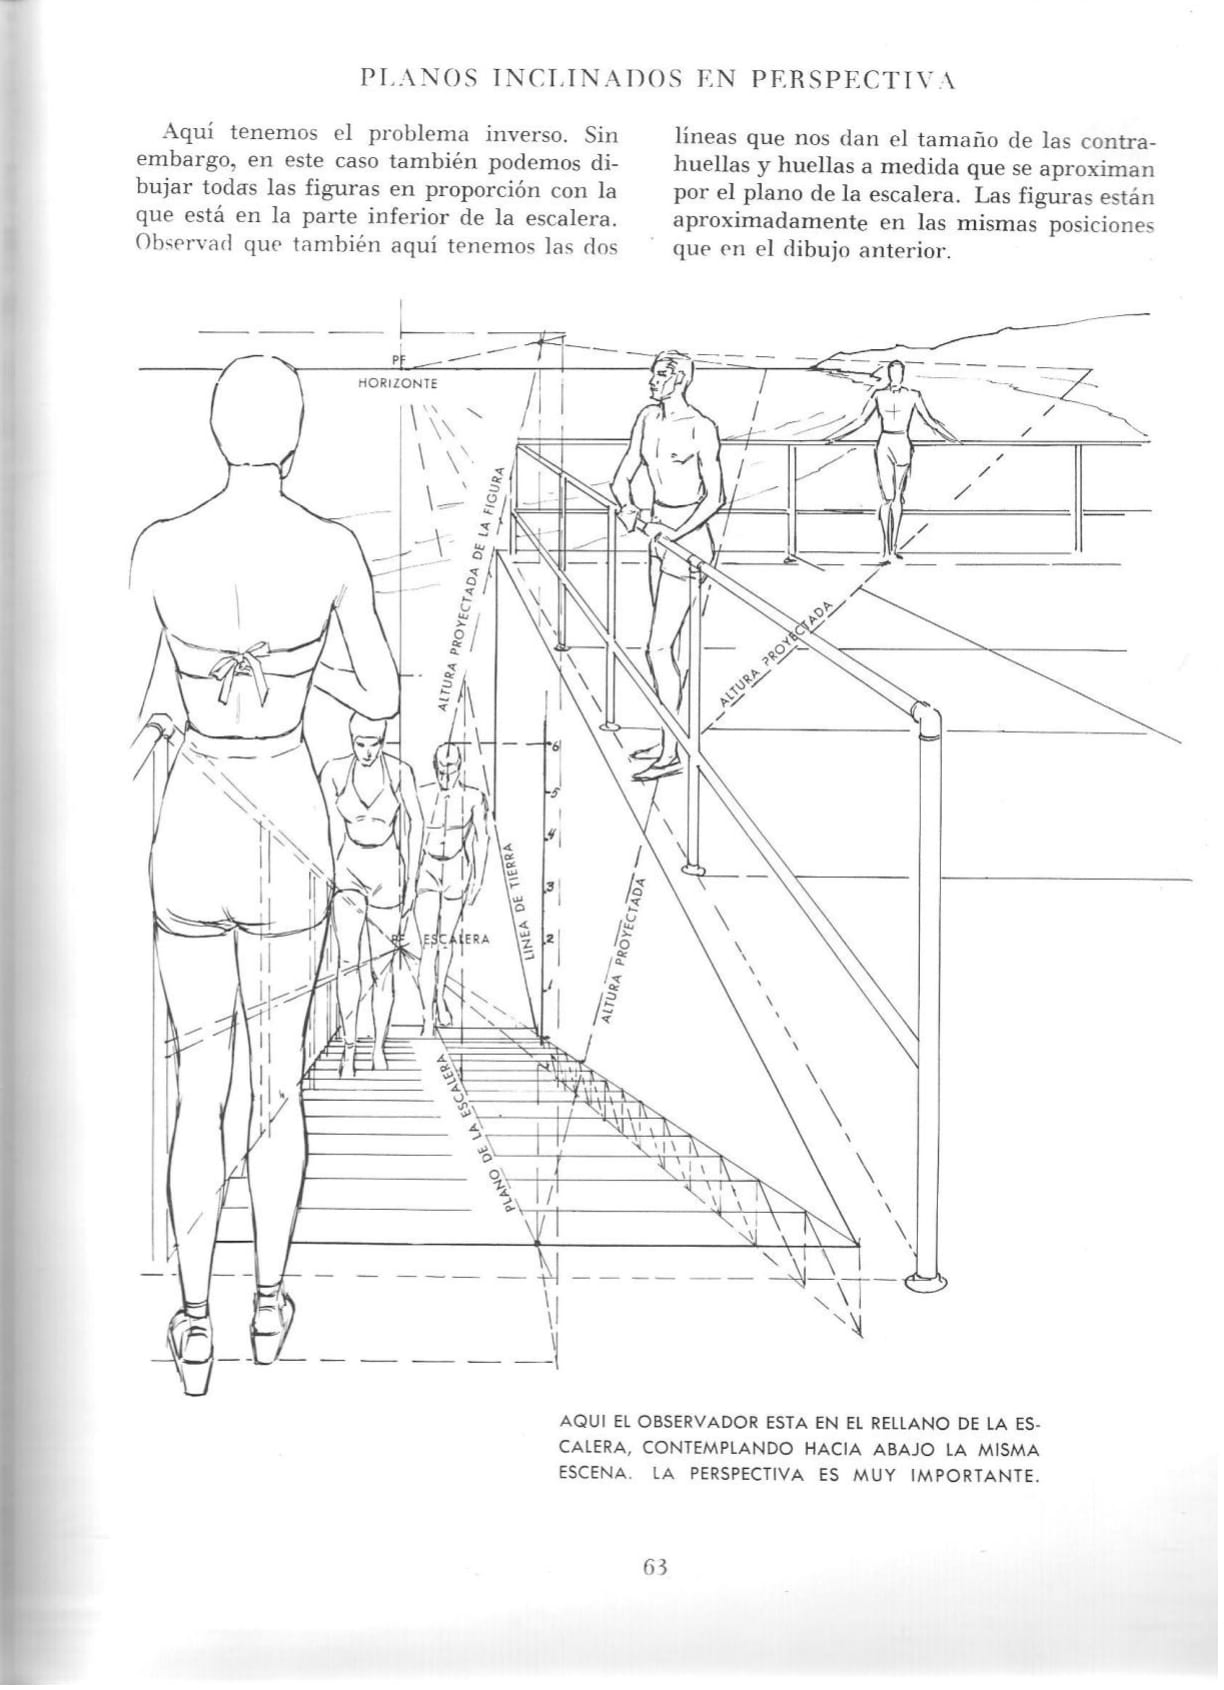 PLANOS INCLINADOS EN PERSPECTIVA
Aquí tenemos el problema inverso. Sin
embargo, en este caso también podemos di-
bujar todas las figuras en proporción con la
que está en la parte inferior de la escalera.
Observad que también aquí tenemos las dos
líneas que nos dan el tamaño de las contra-
huellas y huellas a medida que se aproximan
por el plano de la escalera. Las figuras están
aproximadamente en las mismas posiciones
que en el dibujo anterior.
PF
HORIZONTE
ALTURA PROYECTADA DE LA FIGURA
ALTURA PROYECTADA
6
5
4
3
2
1
LINEA DE TIERRA
ALTURA PROYECTADA
PF ESCALERA
PLANO DE LA ESCALERA
AQUI EL OBSERVADOR ESTA EN EL RELLANO DE LA ES-
CALERA, CONTEMPLANDO HACIA ABAJO LA MISMA
ESCENA. LA PERSPECTIVA ES MUY IMPORTANTE.
63